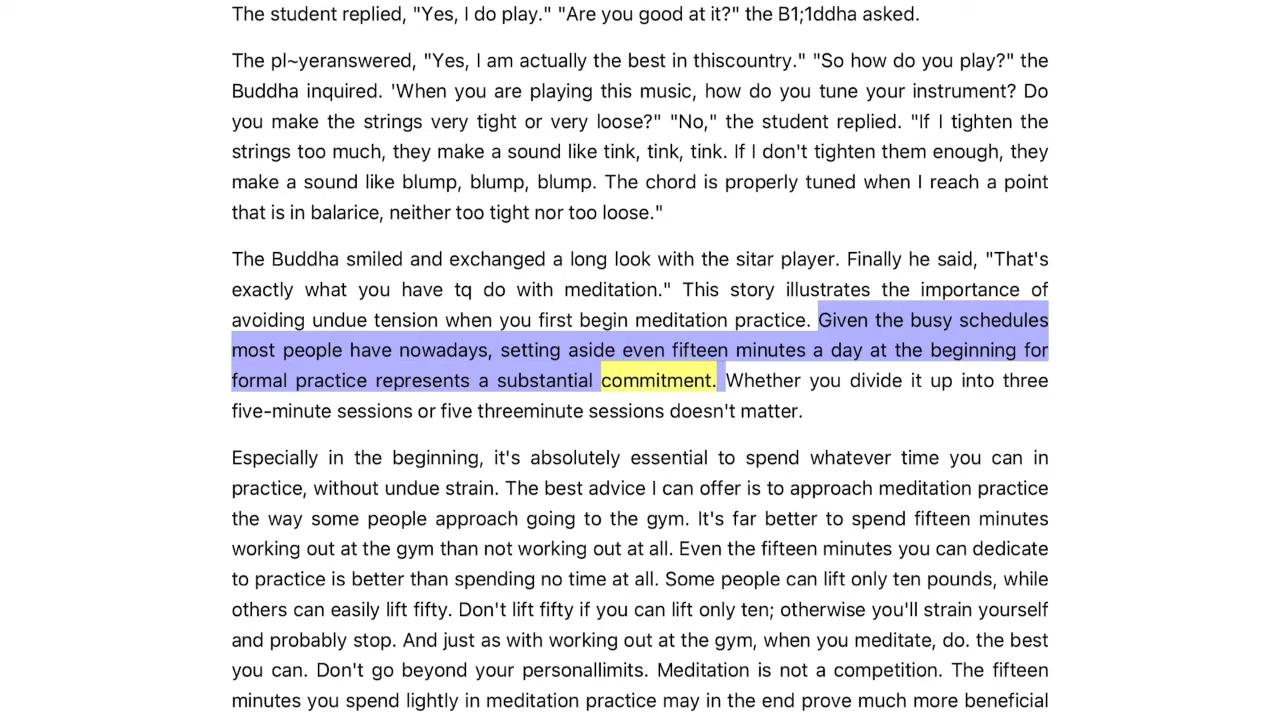 The student replied, "Yes, I do play." "Are you good at it?" the B1;1ddha asked.
The pl~yeranswered, "Yes, I am actually the best in thiscountry." "So how do you play?" the
Buddha inquired. 'When you are playing this music, how do you tune your instrument? Do
you make the strings very tight or very loose?" "No," the student replied. "If I tighten the
strings too much, they make a sound like tink, tink, tink. If I don't tighten them enough, they
make a sound like blump, blump, blump. The chord is properly tuned when I reach a point
that is in balarice, neither too tight nor too loose."
The Buddha smiled and exchanged a long look with the sitar player. Finally he said, "That's
exactly what you have tq do with meditation." This story illustrates the importance of
avoiding undue tension when you first begin meditation practice. Given the busy schedules
most people have nowadays, setting aside even fifteen minutes a day at the beginning for
formal practice represents a substantial commitment. Whether you divide it up into three
five-minute sessions or five threeminute sessions doesn't matter.
Especially in the beginning, it's absolutely essential to spend whatever time you can in
practice, without undue strain. The best advice I can offer is to approach meditation practice
the way some people approach going to the gym. It's far better to spend fifteen minutes
working out at the gym than not working out at all. Even the fifteen minutes you can dedicate
to practice is better than spending no time at all. Some people can lift only ten pounds, while
others can easily lift fifty. Don't lift fifty if you can lift only ten; otherwise you'll strain yourself
and probably stop. And just as with working out at the gym, when you meditate, do. the best
you can. Don't go beyond your personallimits. Meditation is not a competition. The fifteen
minutes you spend lightly in meditation practice may in the end prove much more beneficial